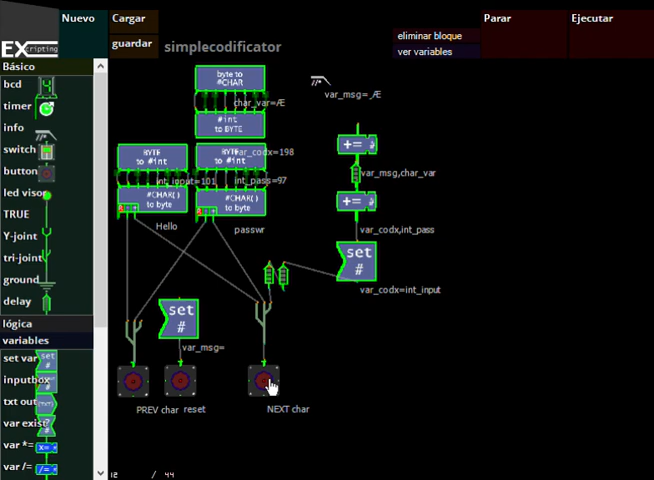 Nuevo
Cargar
guardar
simplecodificator
eliminar bloque
ver variables
Parar
Ejecutar
EXcripting
Básico
bcd
timer
info
switch
button
led visor
TRUE
Y-joint
tri-joint
ground
delay
lógica
variables
set var
set
#
inputbox
txt out
var exist
var *=
x=
var /=
/=
byte to
#CHAR
char_var=Æ
#int
to BYTE
var_msg= ,Æ
BYTE
to #int
int_input=101
#CHAR()
to byte
Hello
BYTE
to #int
var_codx=198
int_pass=97
#CHAR()
to byte
passwr
+=
var_msg,char_var
+=
var_codx,int_pass
set
#
var_codx=int_input
set
#
var_msg=
PREV char
reset
NEXT char
12 / 44